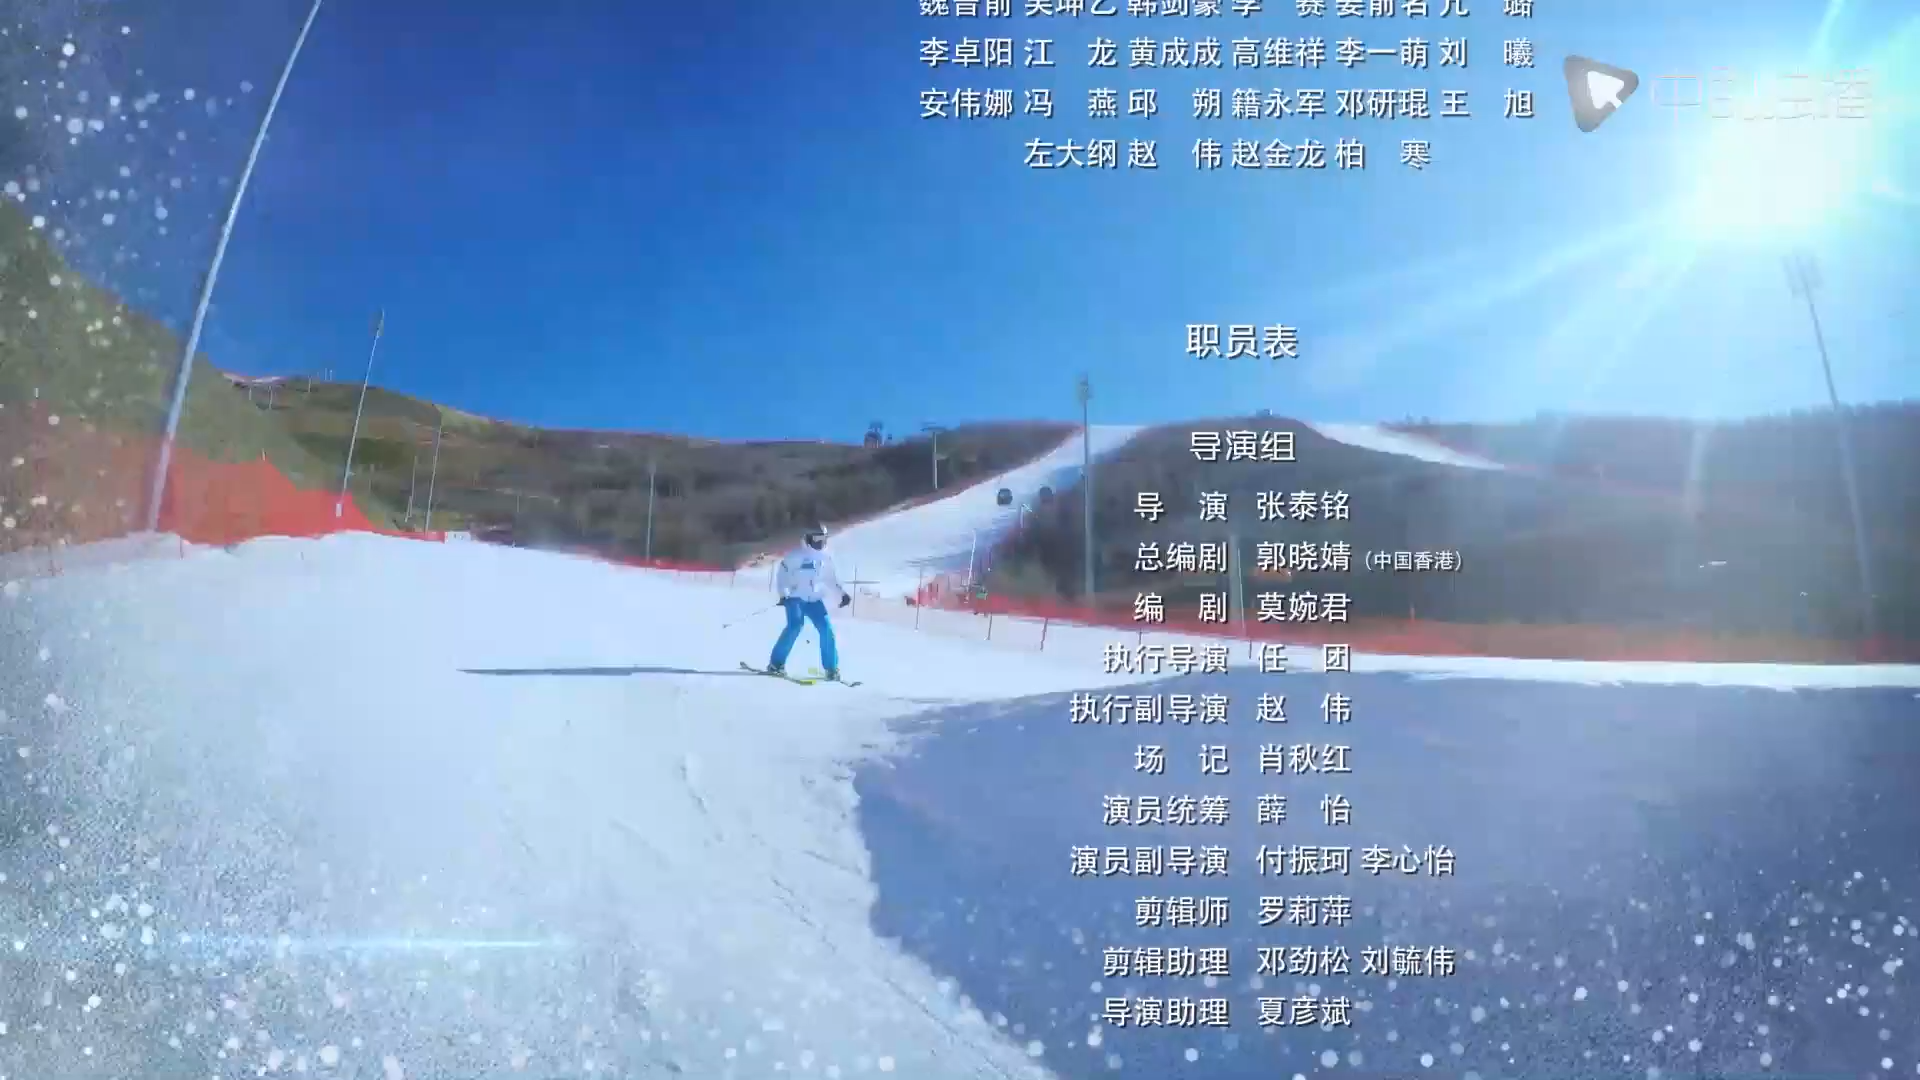 李卓阳 江 龙 黄成成 高维祥 李一萌 刘 曦
安伟娜 冯 燕 邱 朔 籍永军 邓研琨 王 旭
左大纲 赵 伟 赵金龙 柏 寒
职员表
导演组
导 演 张泰铭
总编剧 郭晓婧（中国香港）
编 剧 莫婉君
执行导演 任 团
执行副导演 赵 伟
场 记 肖秋红
演员统筹 薛 怡
演员副导演 付振珂 李心怡
剪辑师 罗莉萍
剪辑助理 邓劲松 刘毓伟
导演助理 夏彦斌